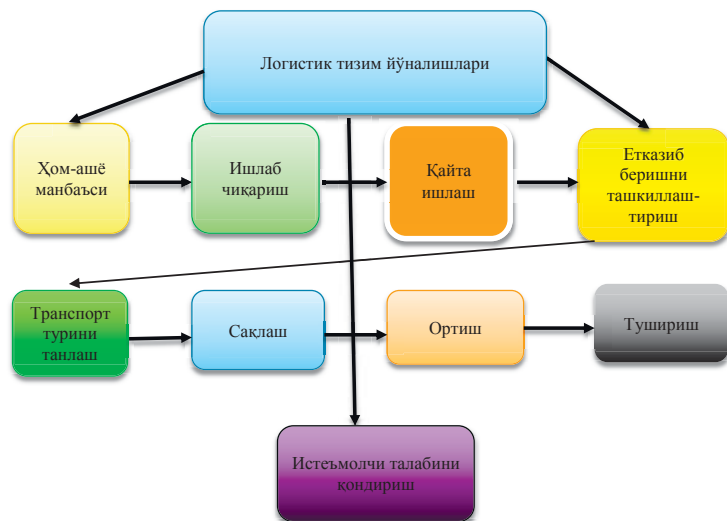 Логистик тизим йўналишлари
Ҳом-ашё
манбаъси
Ишлаб
чиқариш
Қайта
ишлаш
Етказиб
беришни
ташкиллаш-
тириш
Транспорт
турини
танлаш
Сақлаш
Ортиш
Тушириш
Истеъмолчи талабини
қондириш